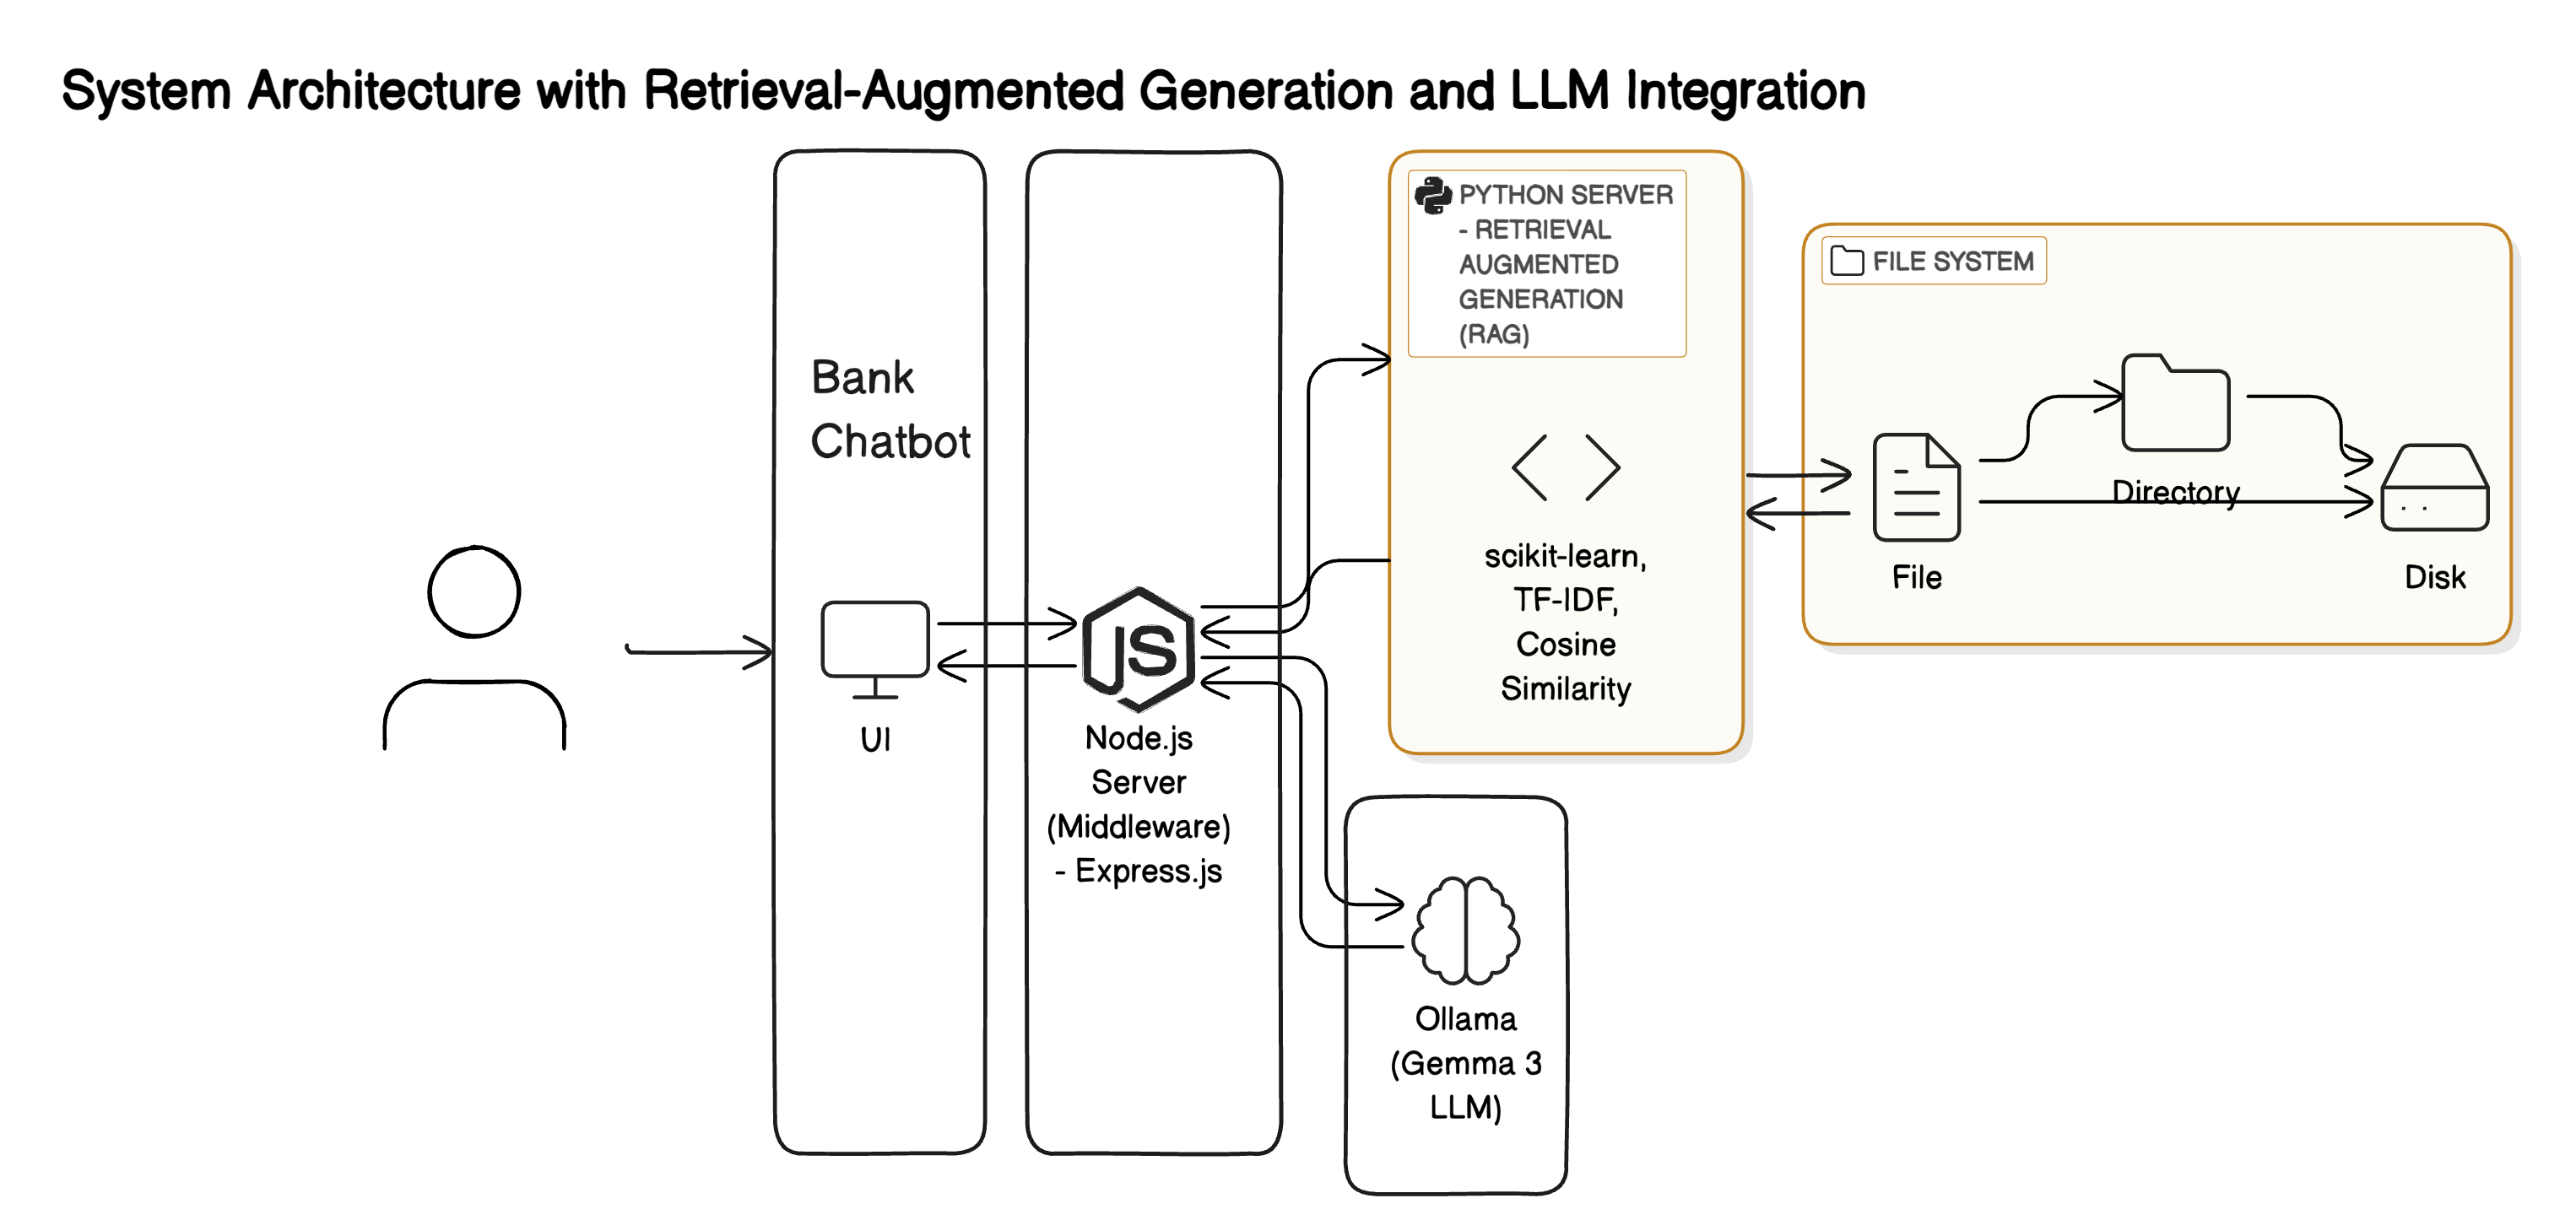 System Architecture with Retrieval-Augmented Generation and LLM Integration
Bank
Chatbot
UI
JS
Node.js
Server
(Middleware)
- Express.js
PYTHON SERVER
- RETRIEVAL
AUGMENTED
GENERATION
(RAG)
scikit-learn,
TF-IDF,
Cosine
Similarity
Ollama
(Gemma 3
LLM)
FILE SYSTEM
File
Directory
Disk